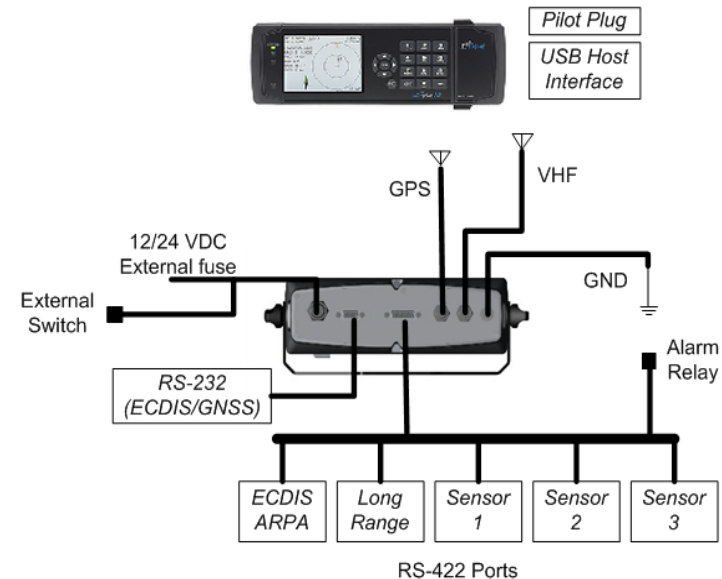 Pilot Plug
USB Host
Interface
GPS
VHF
12/24 VDC
External fuse
GND
External
Switch
Alarm
Relay
RS-232
(ECDIS/GNSS)
ECDIS
ARPA
Long
Range
Sensor
1
Sensor
2
Sensor
3
RS-422 Ports